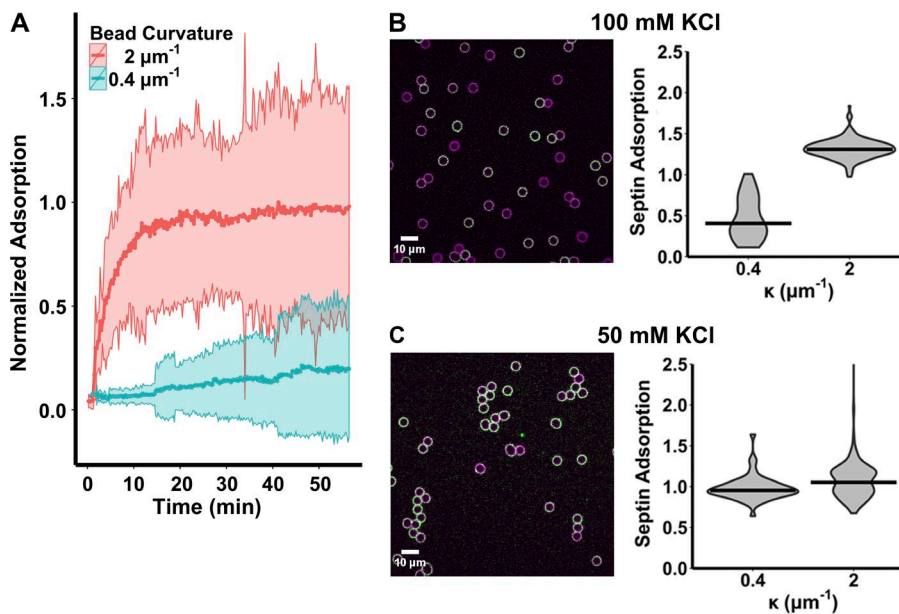 A
Bead Curvature
2 µm⁻¹
0.4 µm⁻¹
Normalized Adsorption
1.5
1.0
0.5
0.0
0 10 20 30 40 50
Time (min)
B
100 mM KCl
10 µm
Septin Adsorption
2.5
2.0
1.5
1.0
0.5
0.0
0.4 2
κ (µm⁻¹)
C
50 mM KCl
10 µm
Septin Adsorption
2.5
2.0
1.5
1.0
0.5
0.0
0.4 2
κ (µm⁻¹)